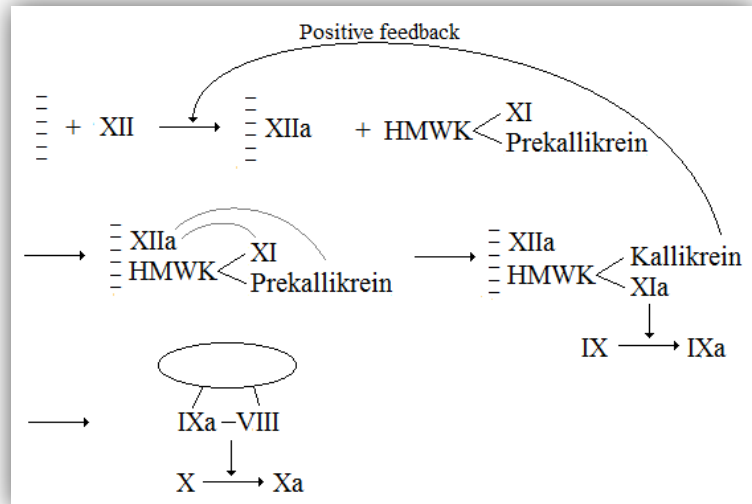 Positive feedback
+ XII XIIa + HMWK XI
Prekallikrein
XIIa
HMWK XI
Prekallikrein
XIIa
HMWK Kallikrein
XIa
IX IXa
IXa – VIII
X Xa